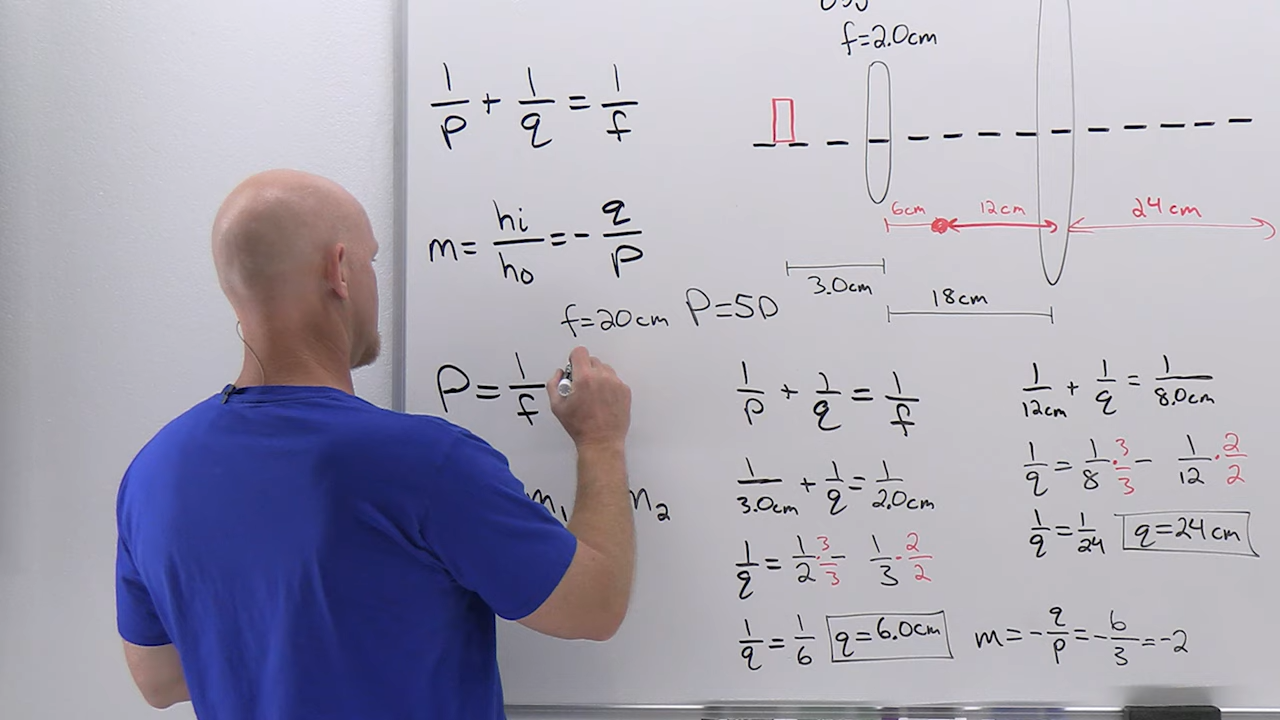 f=2.0cm
1/p + 1/q = 1/f
m = hi/ho = - q/p
6cm 12cm 24cm
3.0cm
18cm
f=20cm P=5D
P = 1/f
m₁ m₂
1/p + 1/q = 1/f
1/3.0cm + 1/q = 1/2.0cm
1/q = 1/2 · 3/3 - 1/3 · 2/2
1/q = 1/6 q=6.0cm
1/12cm + 1/q = 1/8.0cm
1/q = 1/8 · 3/3 - 1/12 · 2/2
1/q = 1/24 q=24cm
m = - q/p = - 6/3 = -2